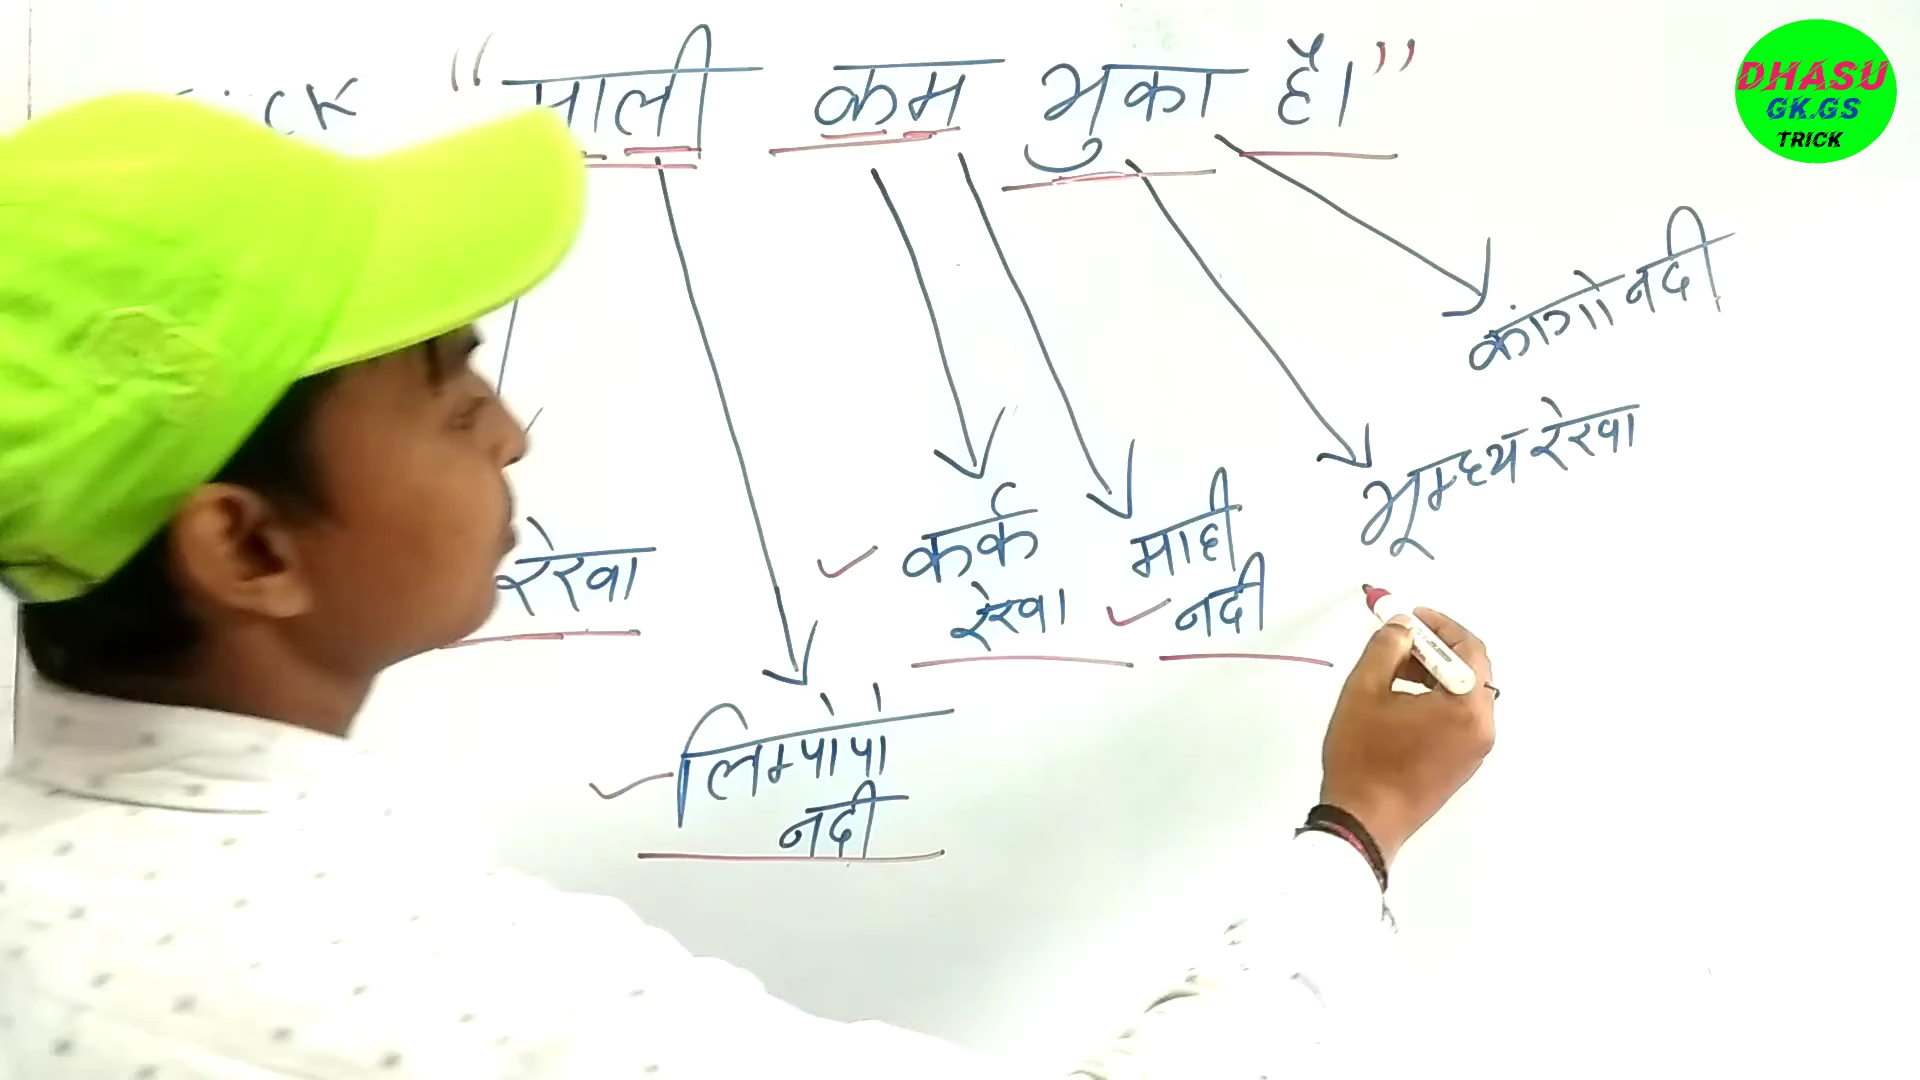 "माली कम भुका है।"
DHASU
GK.GS
TRICK
कांगो नदी
भूमध्य रेखा
कर्क
रेखा
माही
नदी
रेखा
लिम्पोपो
नदी